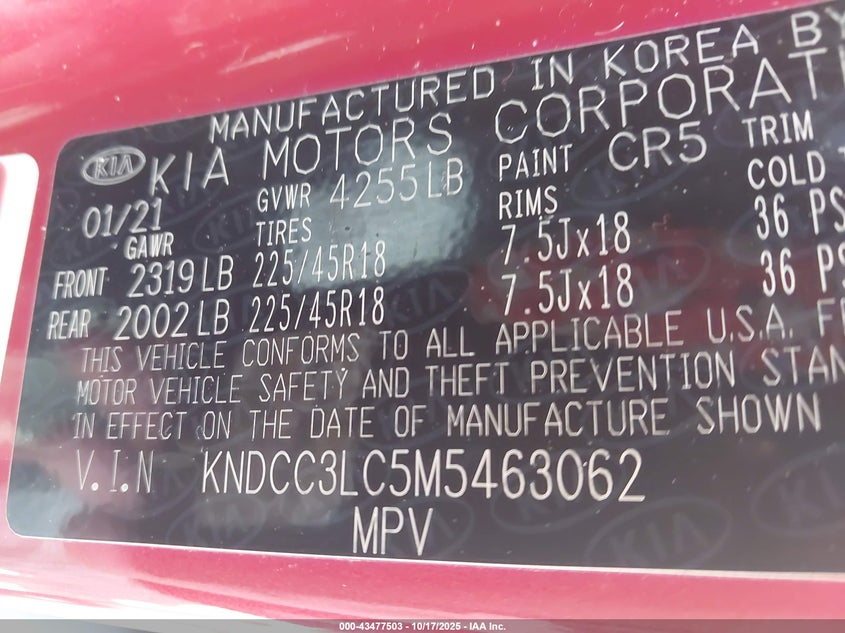 MANUFACTURED IN KOREA BY
KIA KIA MOTORS CORPORATI
01/21 GVWR 4255LB PAINT CR5 TRIM
GAWR TIRES RIMS COLD
FRONT 2319LB 225/45R18 7.5Jx18 36 PS
REAR 2002LB 225/45R18 7.5Jx18 36 PS
THIS VEHICLE CONFORMS TO ALL APPLICABLE U.S.A. F
MOTOR VEHICLE SAFETY AND THEFT PREVENTION STAN
IN EFFECT ON THE DATE OF MANUFACTURE SHOWN
V.I.N KNDCC3LC5M5463062
MPV
000-43477503 - 10/17/2025 - IAA Inc.